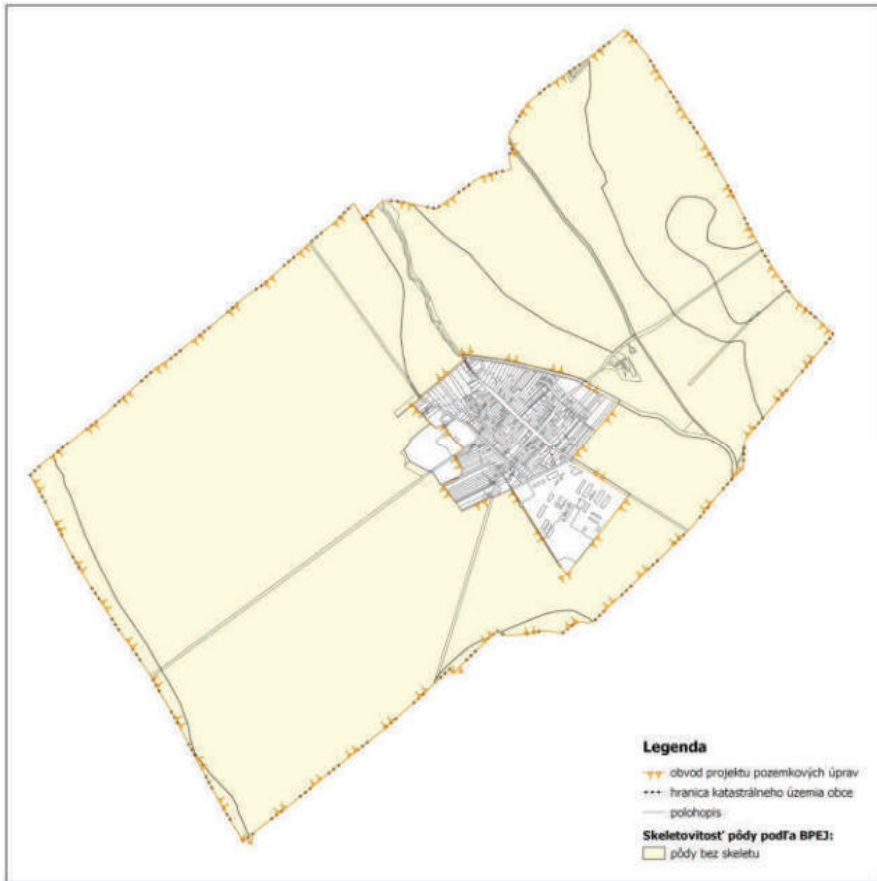 Legenda
obvod projektu pozemkových úprav
hranica katastrálneho územia obce
polohopis
Skeletovitosť pôdy podľa BPEJ:
pôdy bez skeletu